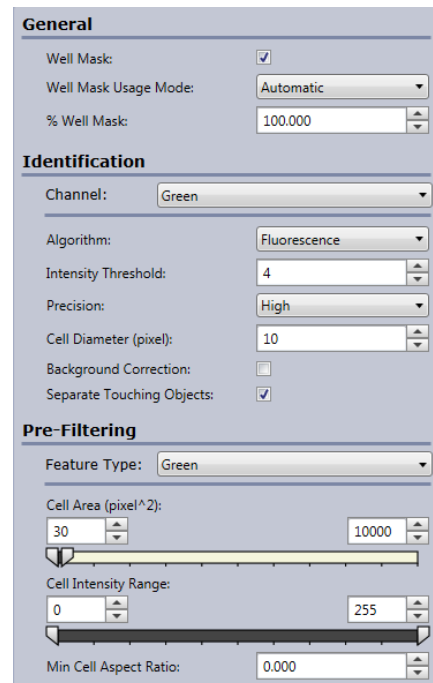 General
Well Mask:
Well Mask Usage Mode: Automatic
% Well Mask: 100.000
Identification
Channel: Green
Algorithm: Fluorescence
Intensity Threshold: 4
Precision: High
Cell Diameter (pixel): 10
Background Correction:
Separate Touching Objects:
Pre-Filtering
Feature Type: Green
Cell Area (pixel^2):
30 10000
Cell Intensity Range:
0 255
Min Cell Aspect Ratio: 0.000